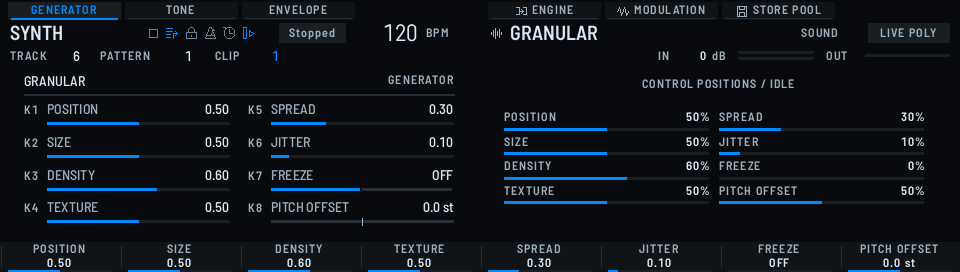 GENERATOR TONE ENVELOPE ENGINE MODULATION STORE POOL
SYNTH Stopped 120 BPM GRANULAR SOUND LIVE POLY
TRACK 6 PATTERN 1 CLIP 1 IN 0 dB OUT
GRANULAR GENERATOR CONTROL POSITIONS / IDLE
K1 POSITION 0.50 K5 SPREAD 0.30
K2 SIZE 0.50 K6 JITTER 0.10
K3 DENSITY 0.60 K7 FREEZE OFF
K4 TEXTURE 0.50 K8 PITCH OFFSET 0.0 st
POSITION 50% SPREAD 30%
SIZE 50% JITTER 10%
DENSITY 60% FREEZE 0%
TEXTURE 50% PITCH OFFSET 50%
POSITION SIZE DENSITY TEXTURE SPREAD JITTER FREEZE PITCH OFFSET
0.50 0.50 0.60 0.50 0.30 0.10 OFF 0.0 st